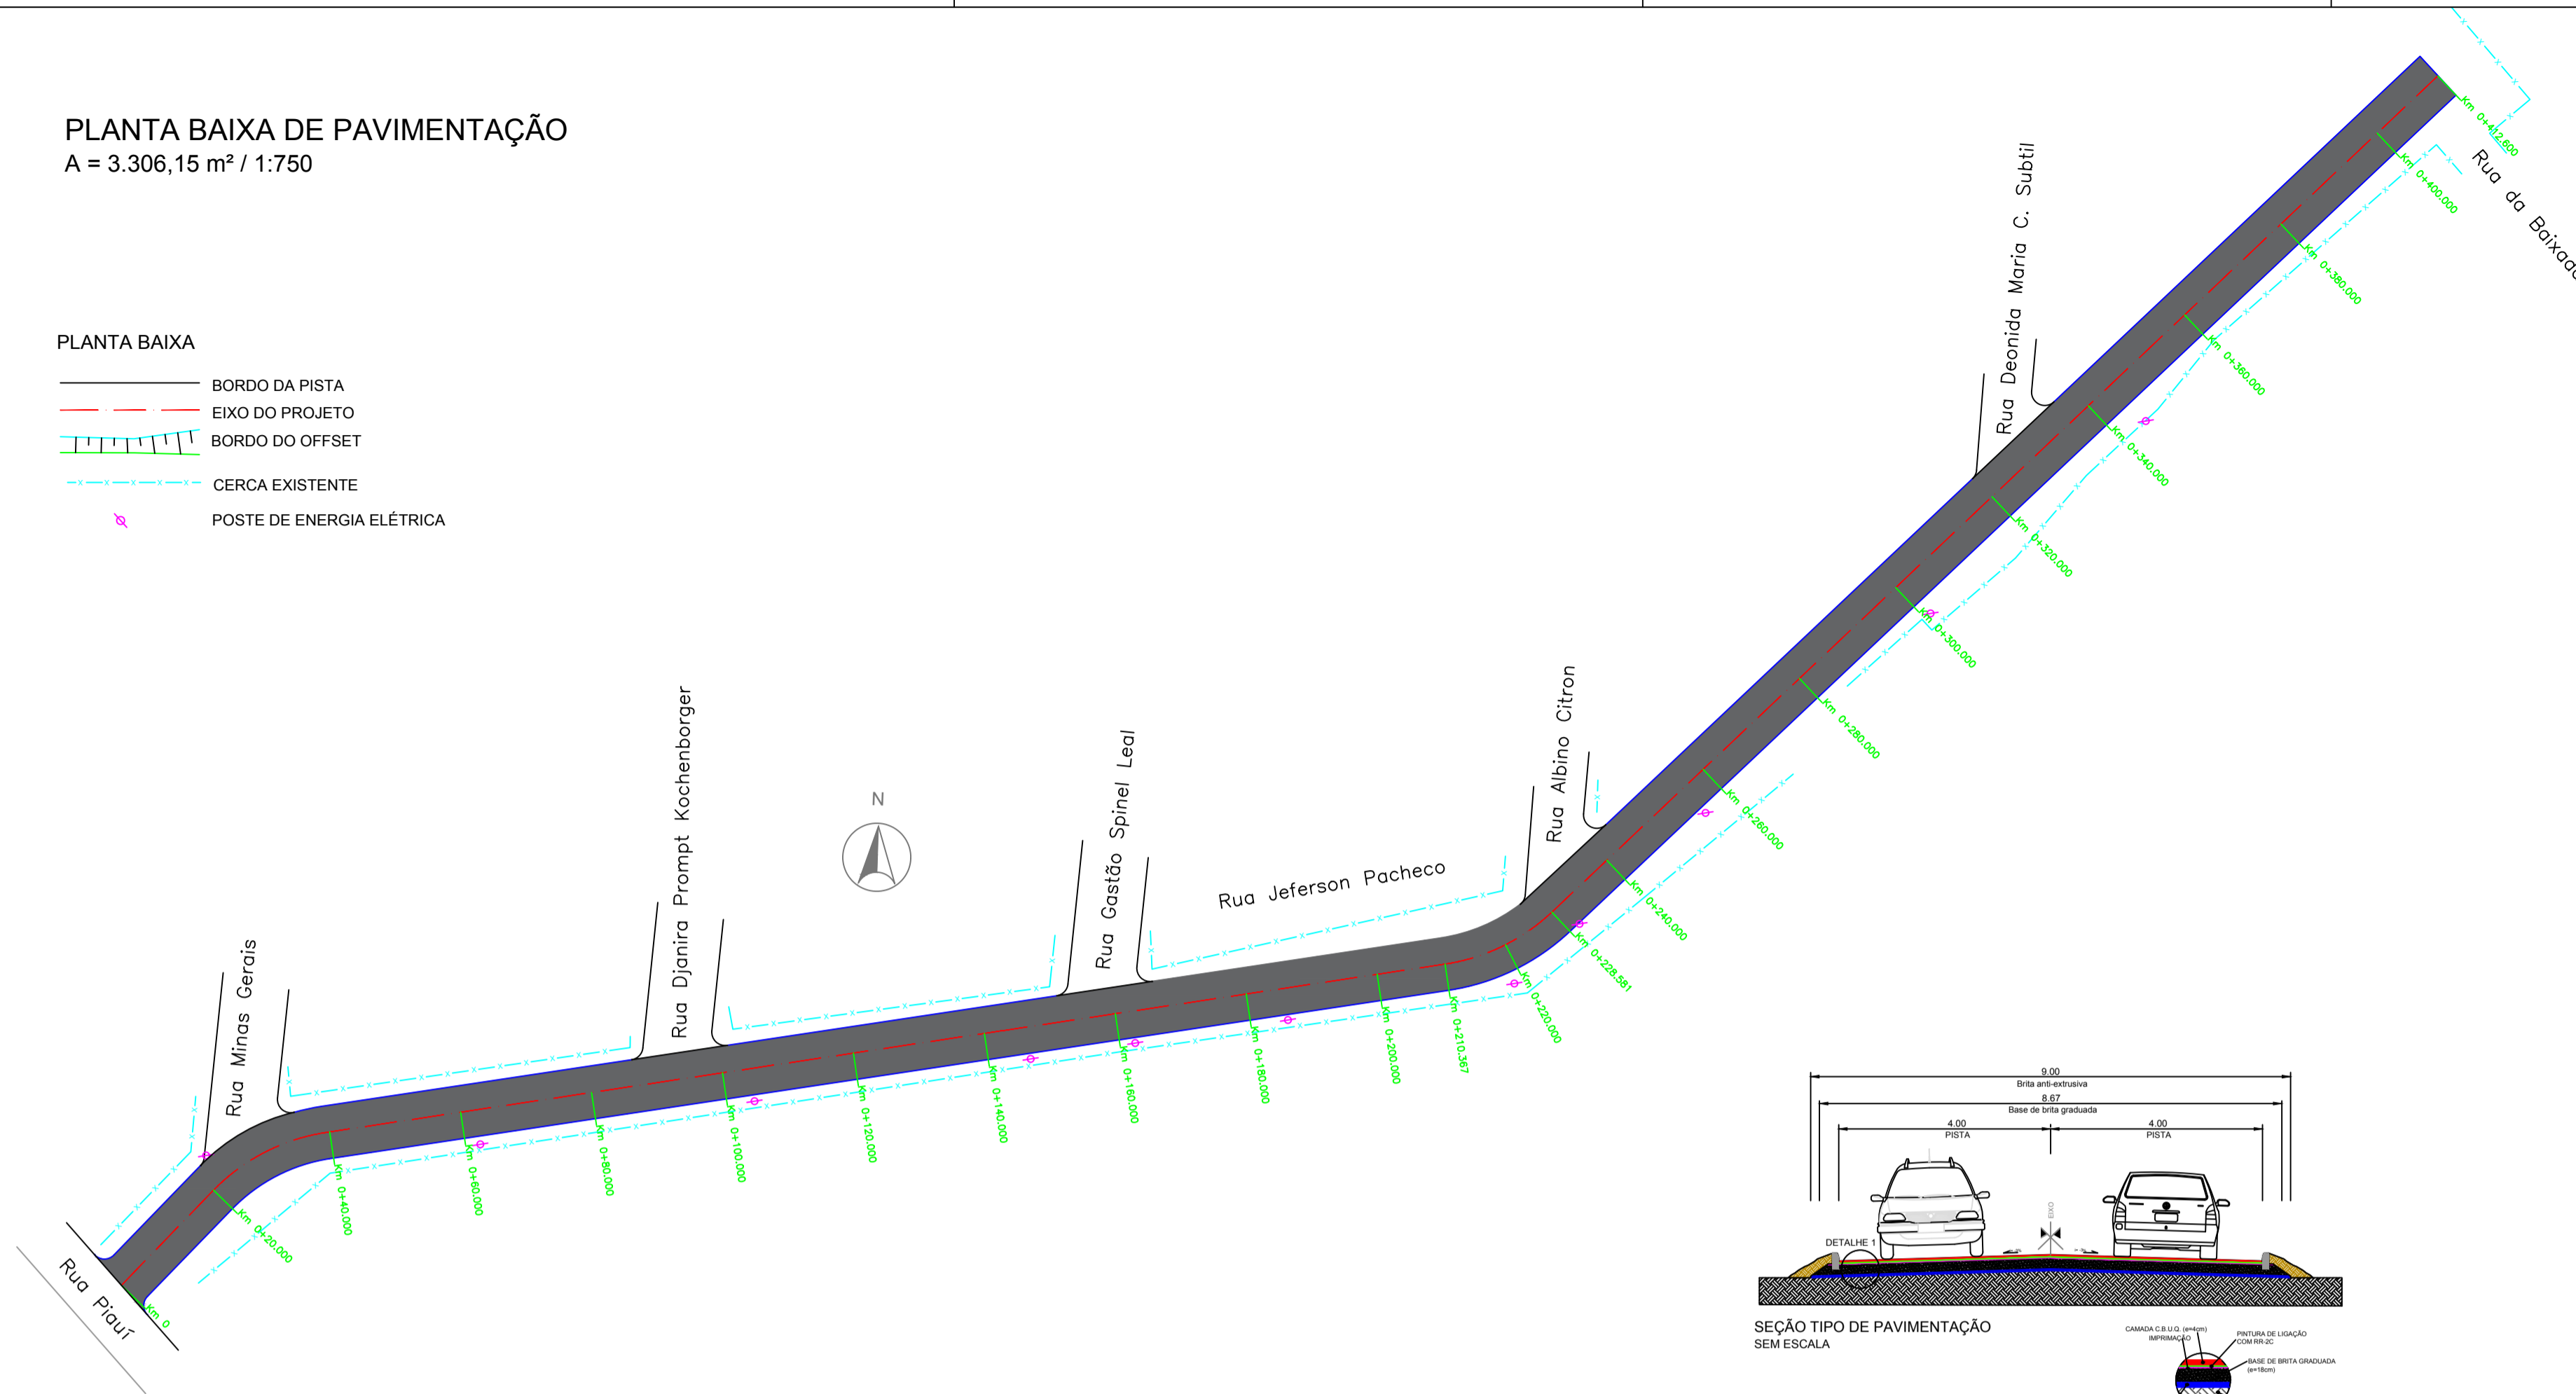 PLANTA BAIXA DE PAVIMENTAÇÃO
A = 3.306,15 m² / 1:750
PLANTA BAIXA
BORDO DA PISTA
EIXO DO PROJETO
BORDO DO OFFSET
CERCA EXISTENTE
POSTE DE ENERGIA ELÉTRICA
Rua Piauí
Rua Minas Gerais
Rua Djanira Prompt Kochenborger
N
Rua Gastão Spinel Leal
Rua Jeferson Pacheco
Rua Albino Citron
Rua Deonida Maria C. Subtil
Rua da Baixada
Km 0
Km 0+20.000
Km 0+40.000
Km 0+60.000
Km 0+80.000
Km 0+100.000
Km 0+120.000
Km 0+140.000
Km 0+160.000
Km 0+180.000
Km 0+200.000
Km 0+210.367
Km 0+220.000
Km 0+228.581
Km 0+240.000
Km 0+260.000
Km 0+280.000
Km 0+300.000
Km 0+320.000
Km 0+340.000
Km 0+360.000
Km 0+380.000
Km 0+400.000
Km 0+412.600
9.00
Brita anti-extrusiva
8.67
Base de brita graduada
4.00
PISTA
4.00
PISTA
EIXO
DETALHE 1
SEÇÃO TIPO DE PAVIMENTAÇÃO
SEM ESCALA
CAMADA C.B.U.Q. (e=4cm)
IMPRIMAÇÃO
PINTURA DE LIGAÇÃO
COM RR-2C
BASE DE BRITA GRADUADA
(e=18cm)